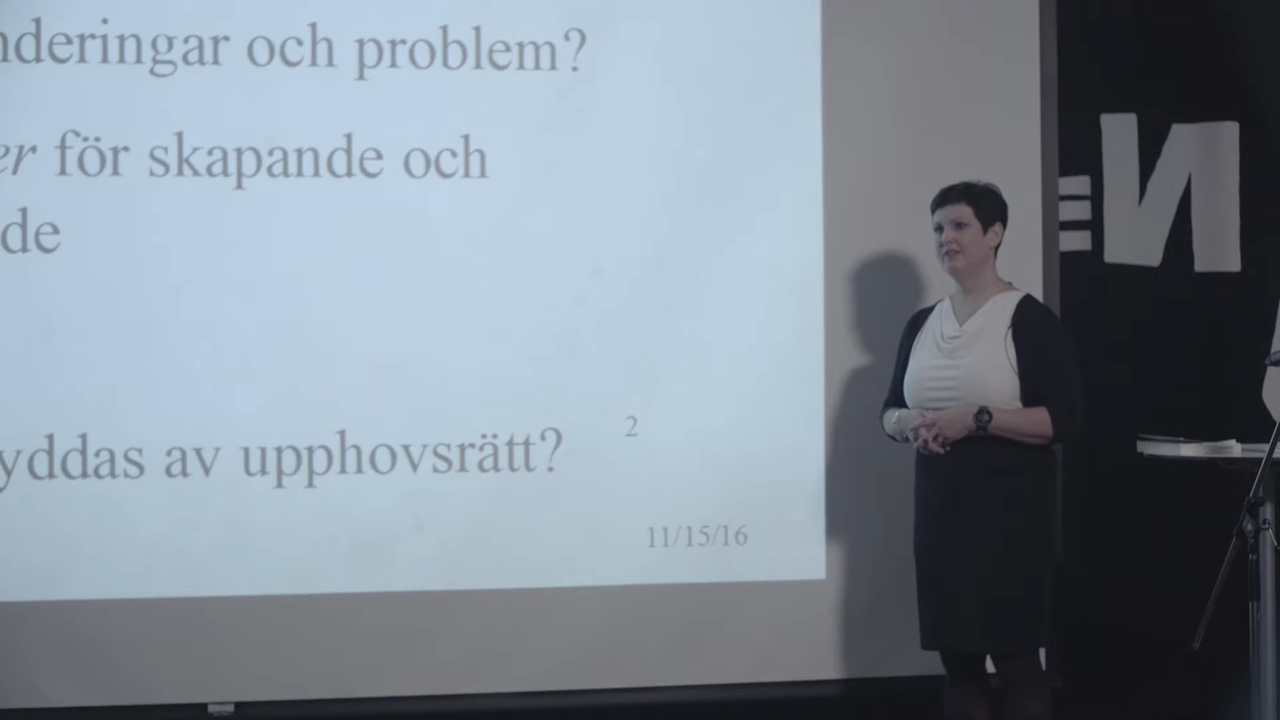 nderingar och problem?
er för skapande och
de
yddas av upphovsrätt?
2
11/15/16